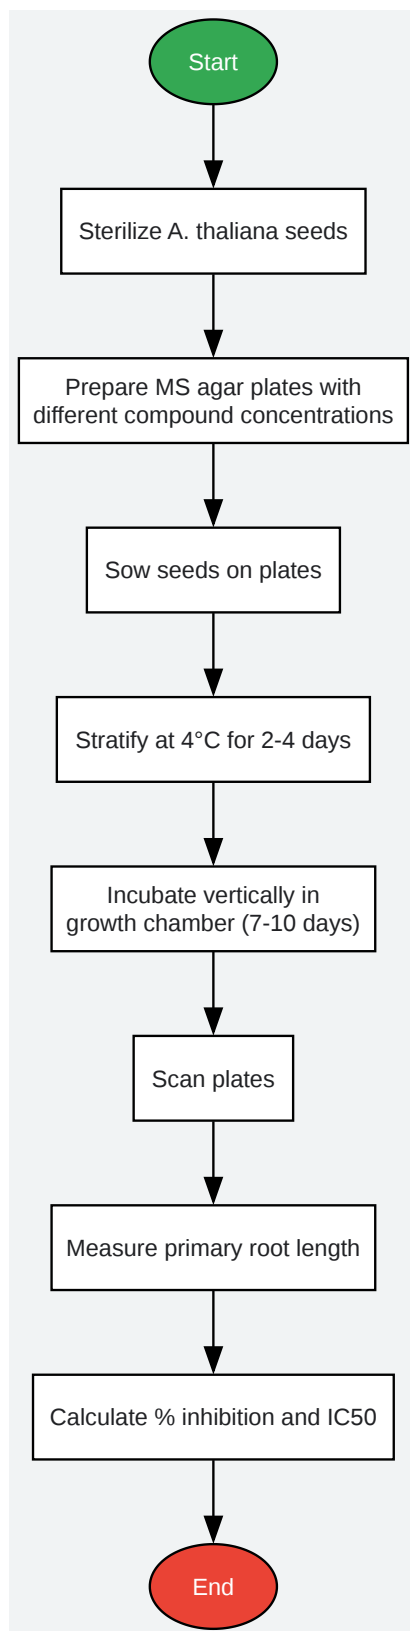 Start
Sterilize A. thaliana seeds
Prepare MS agar plates with
different compound concentrations
Sow seeds on plates
Stratify at 4°C for 2-4 days
Incubate vertically in
growth chamber (7-10 days)
Scan plates
Measure primary root length
Calculate % inhibition and IC50
End